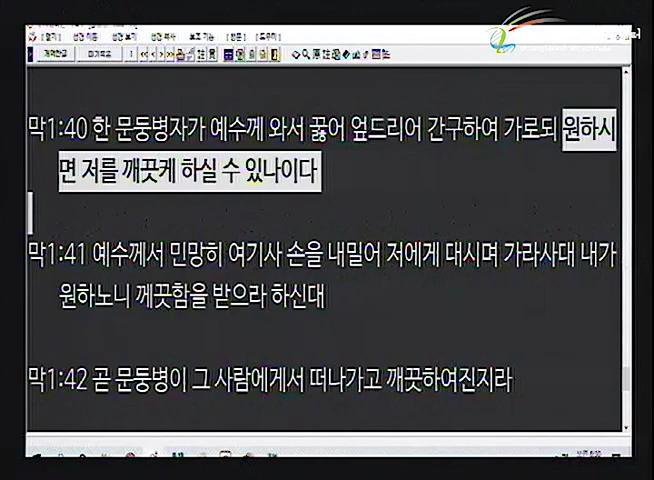 막1:40 한 문둥병자가 예수께 와서 꿇어 엎드리어 간구하여 가로되 원하시
면 저를 깨끗케 하실 수 있나이다
막1:41 예수께서 민망히 여기사 손을 내밀어 저에게 대시며 가라사대 내가
원하노니 깨끗함을 받으라 하신대
막1:42 곧 문둥병이 그 사람에게서 떠나가고 깨끗하여진지라